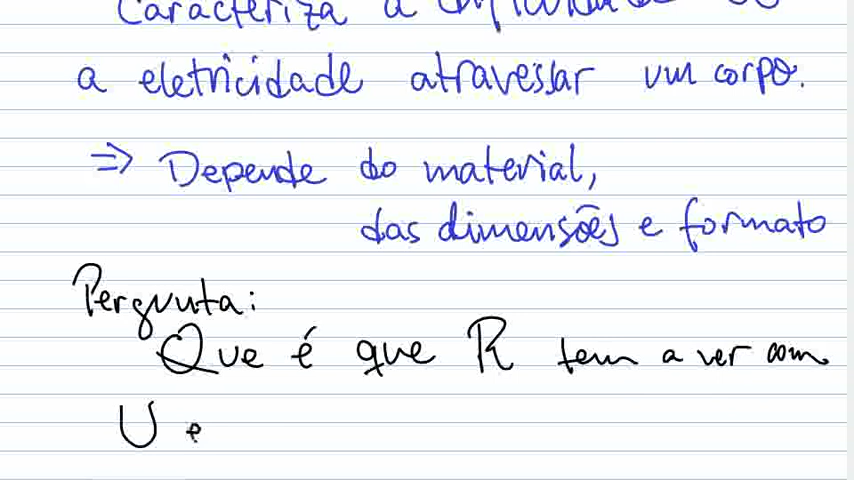 Caracteriza a
a eletricidade atravessar um corpo.
⇒ Depende do material,
das dimensões e formato
Pergunta:
Que é que R tem a ver com
U e